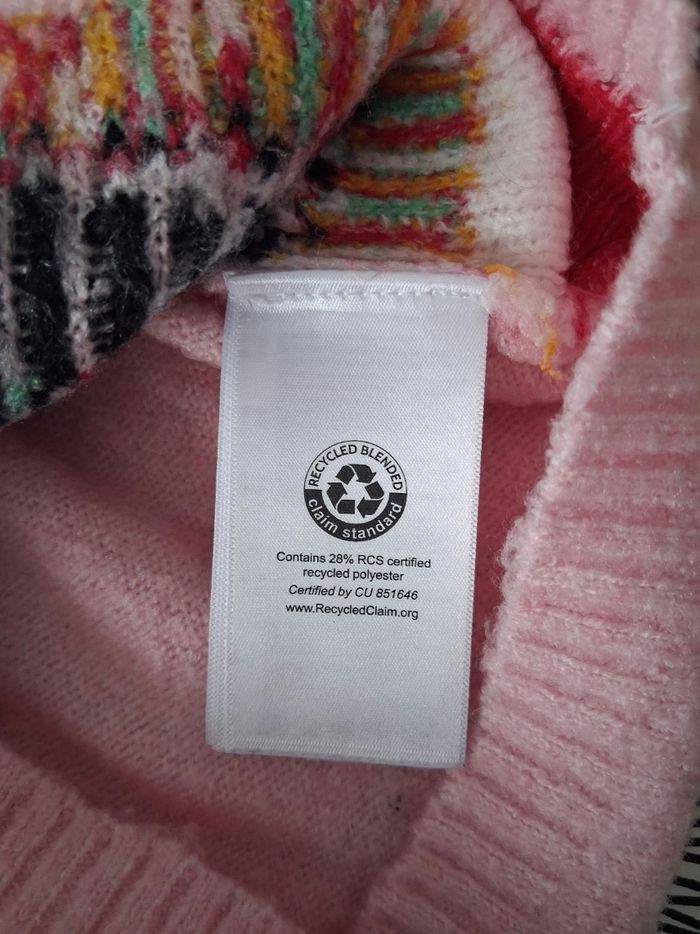 RECYCLED BLENDED
claim standard
Contains 28% RCS certified
recycled polyester
Certified by CU 851646
www.RecycledClaim.org